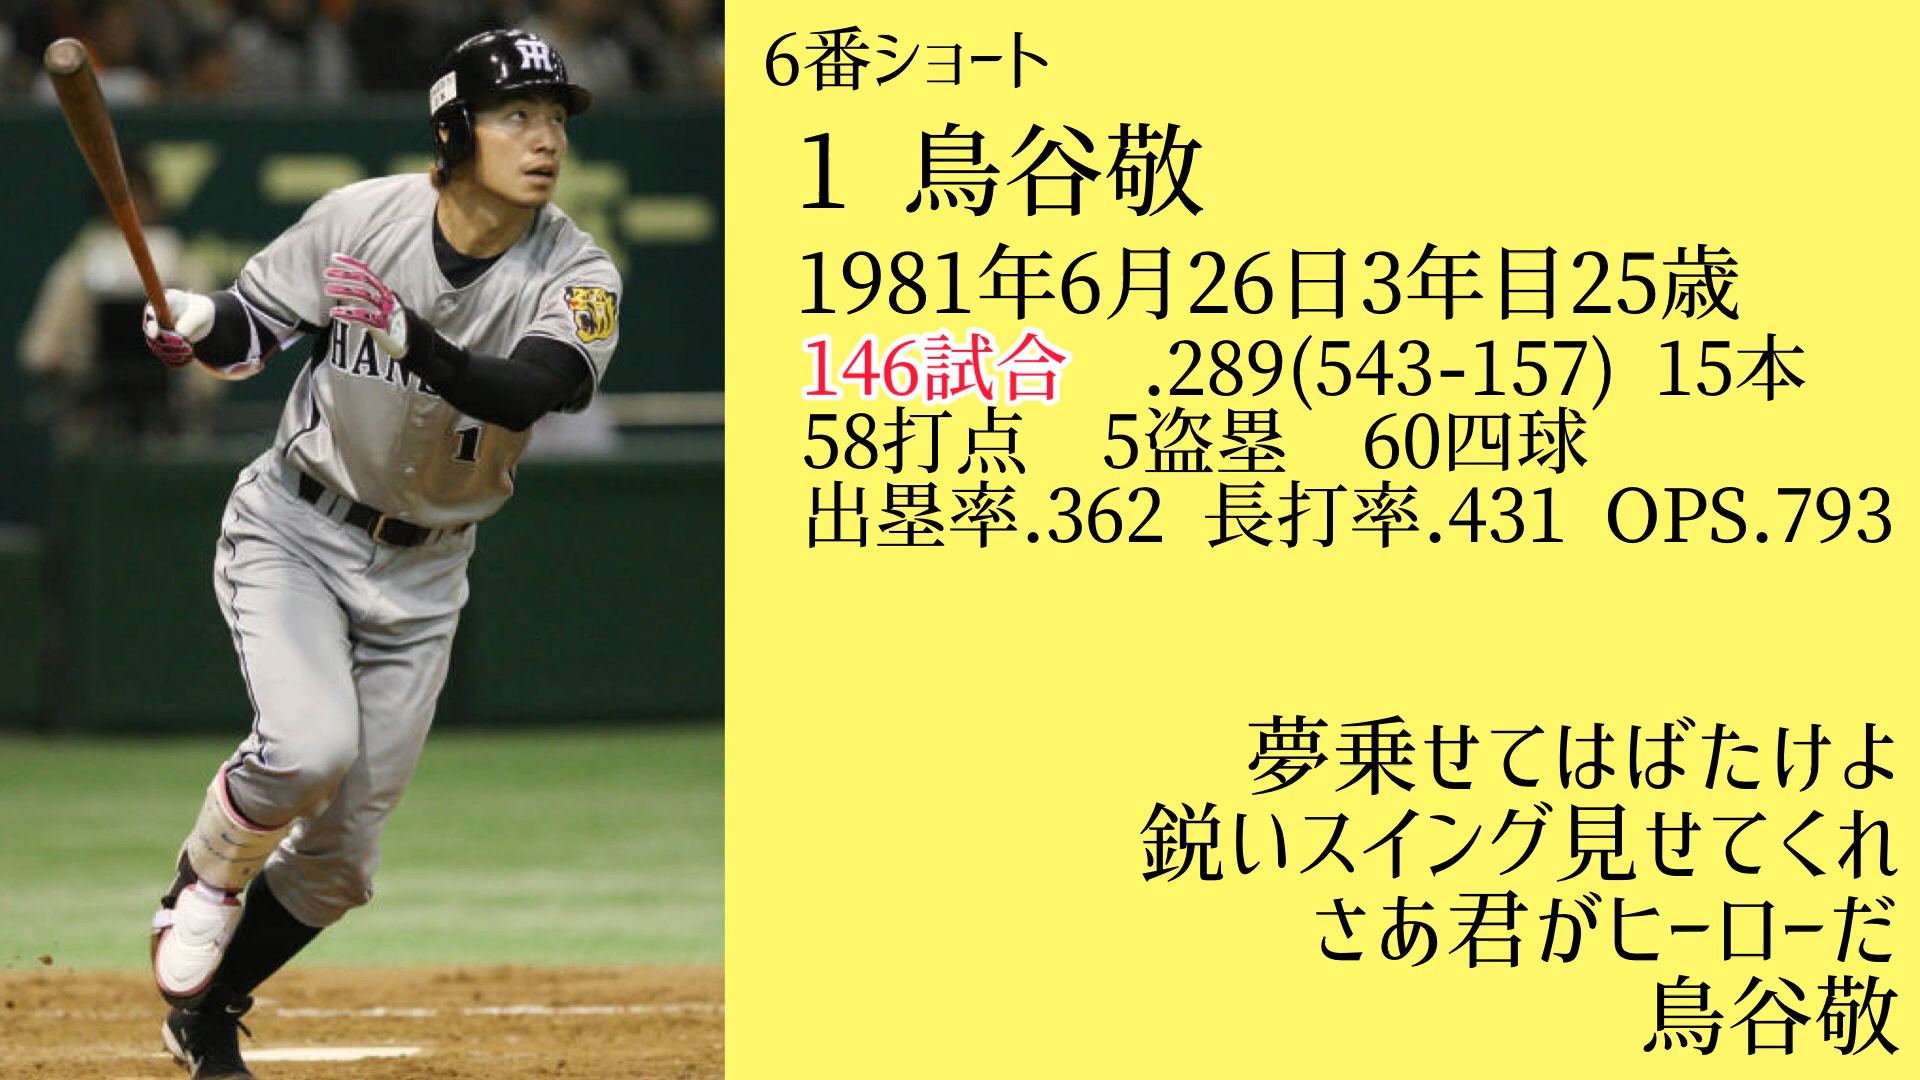 6番ショート
1 鳥谷敬
1981年6月26日3年目25歳
146試合 .289(543-157) 15本
58打点 5盗塁 60四球
出塁率.362 長打率.431 OPS.793
夢乗せてはばたけよ
鋭いスイング見せてくれ
さあ君がヒーローだ
鳥谷敬
HAN
1